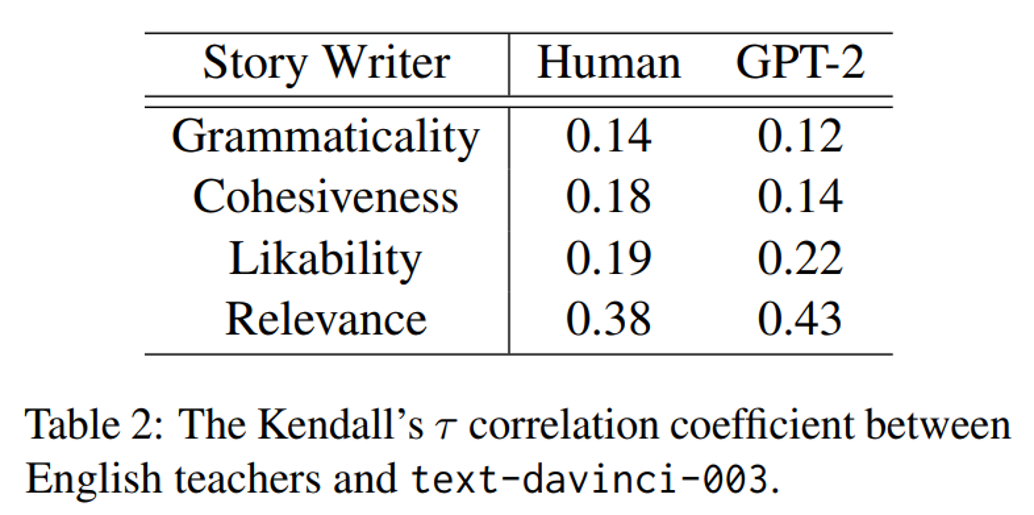 Story Writer Human GPT-2
Grammaticality 0.14 0.12
Cohesiveness 0.18 0.14
Likability 0.19 0.22
Relevance 0.38 0.43
Table 2: The Kendall's τ correlation coefficient between
English teachers and text-davinci-003.